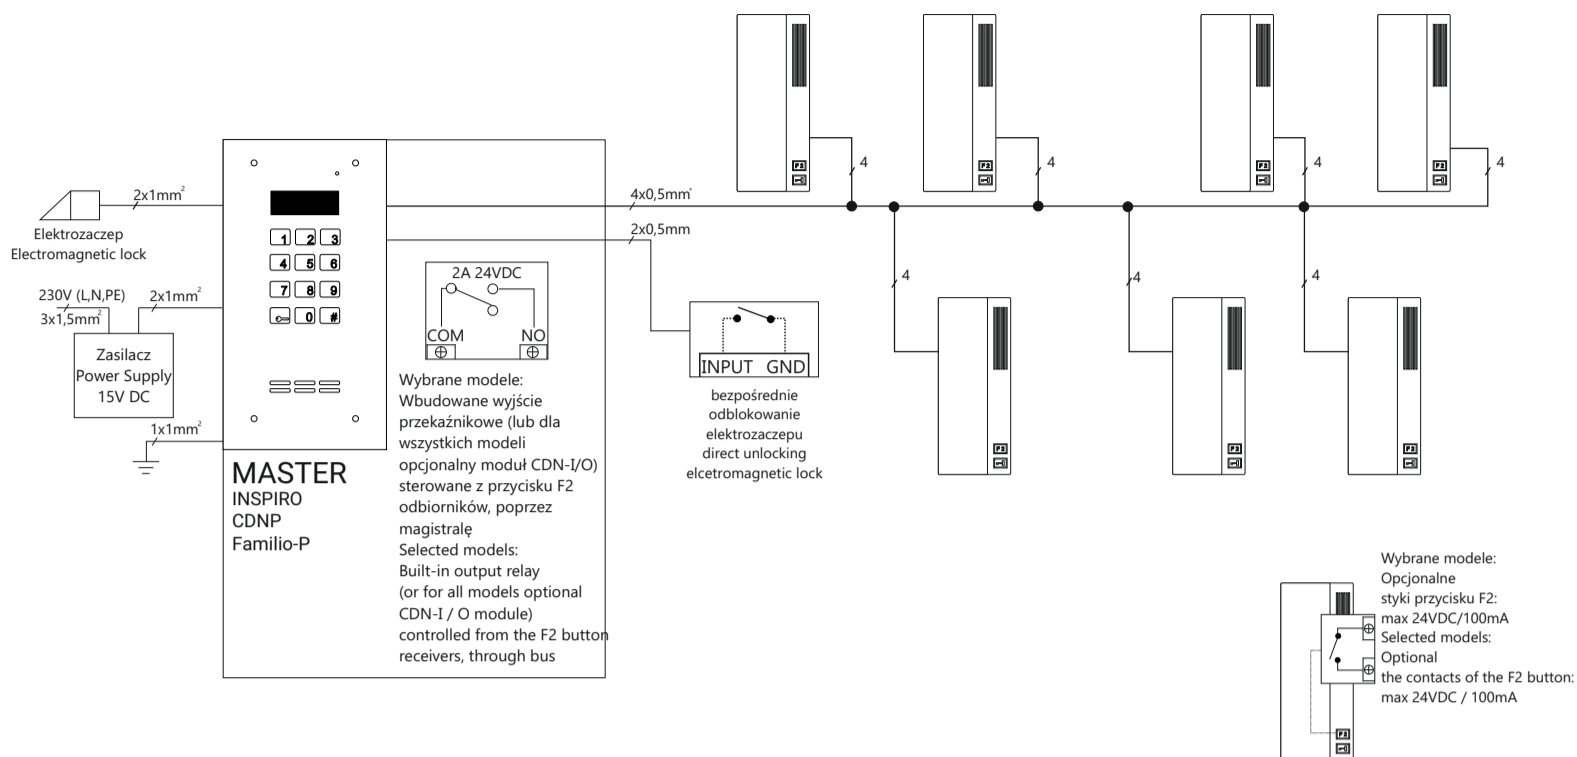 2x1mm²
Elektrozaczep
Electromagnetic lock
230V (L,N,PE)
3x1,5mm²
2x1mm²
Zasilacz
Power Supply
15V DC
1x1mm²
1 2 3
4 5 6
7 8 9
0 #
MASTER
INSPIRO
CDNP
Familio-P
2A 24VDC
COM NO
Wybrane modele:
Wbudowane wyjście
przekaźnikowe (lub dla
wszystkich modeli
opcjonalny moduł CDN-I/O)
sterowane z przycisku F2
odbiorników, poprzez
magistralę
Selected models:
Built-in output relay
(or for all models optional
CDN-I / O module)
controlled from the F2 button
receivers, through bus
4x0,5mm²
2x0,5mm
INPUT GND
bezpośrednie
odblokowanie
elektrozaczepu
direct unlocking
elcetromagnetic lock
F2
4
F2
4
F2
4
F2
4
4
F2
4
F2
4
F2
Wybrane modele:
Opcjonalne
styki przycisku F2:
max 24VDC/100mA
Selected models:
Optional
the contacts of the F2 button:
max 24VDC / 100mA
F2